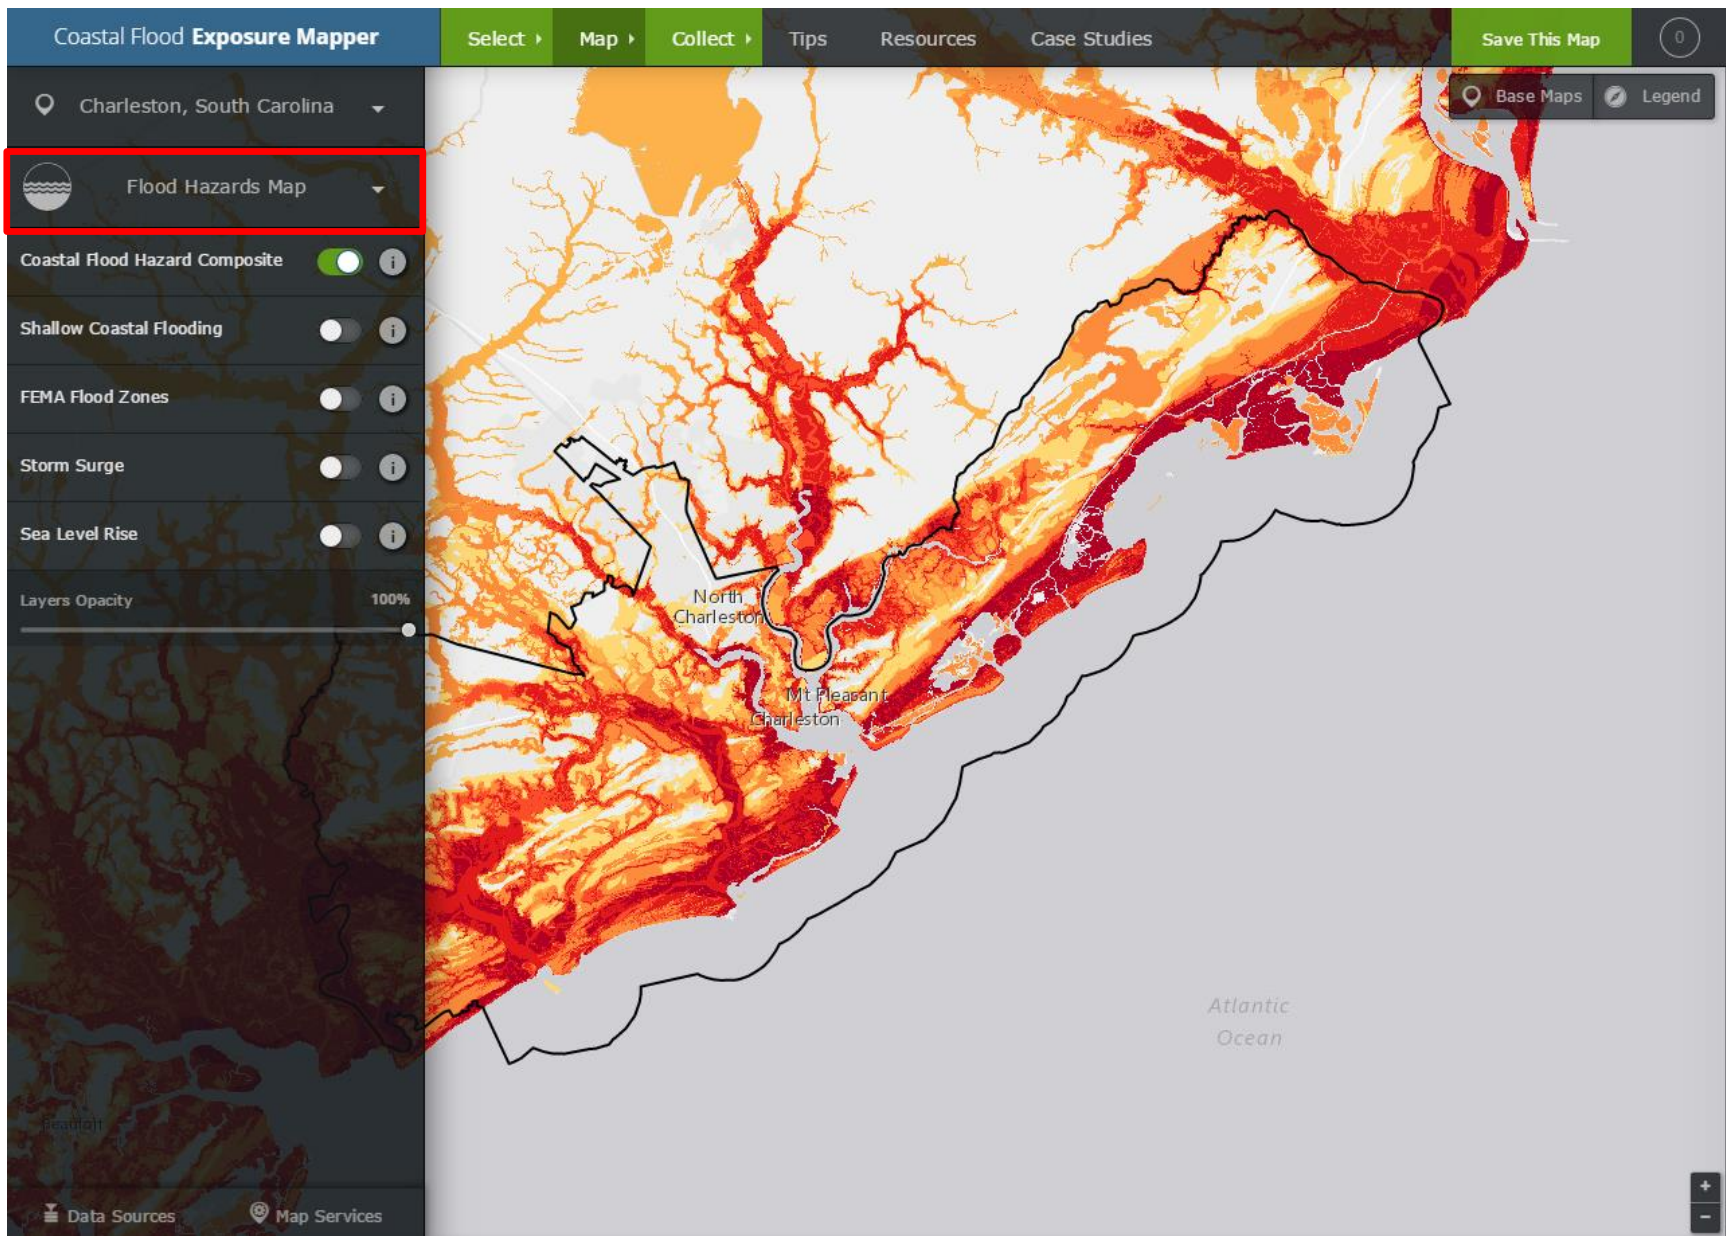 Coastal Flood Exposure Mapper
Select
Map
Collect
Tips
Resources
Case Studies
Save This Map
0
Charleston, South Carolina
Base Maps
Legend
Flood Hazards Map
Coastal Flood Hazard Composite
i
Shallow Coastal Flooding
i
FEMA Flood Zones
i
Storm Surge
i
Sea Level Rise
i
Layers Opacity
100%
North
Charleston
Mt Pleasant
Charleston
Atlantic
Ocean
Beaufort
Data Sources
Map Services
+
-